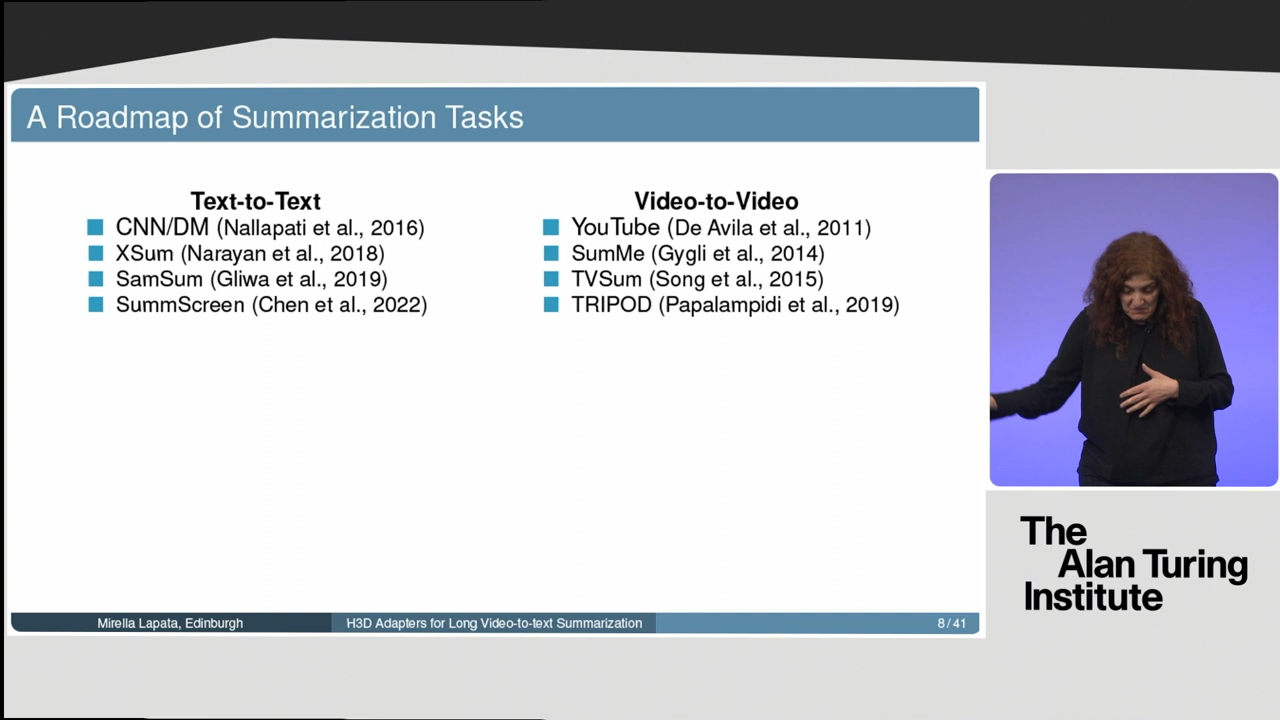 A Roadmap of Summarization Tasks
Text-to-Text
CNN/DM (Nallapati et al., 2016)
XSum (Narayan et al., 2018)
SamSum (Gliwa et al., 2019)
SummScreen (Chen et al., 2022)
Video-to-Video
YouTube (De Avila et al., 2011)
SumMe (Gygli et al., 2014)
TVSum (Song et al., 2015)
TRIPOD (Papalampidi et al., 2019)
Mirella Lapata, Edinburgh
H3D Adapters for Long Video-to-text Summarization
8 / 41
The
Alan Turing
Institute